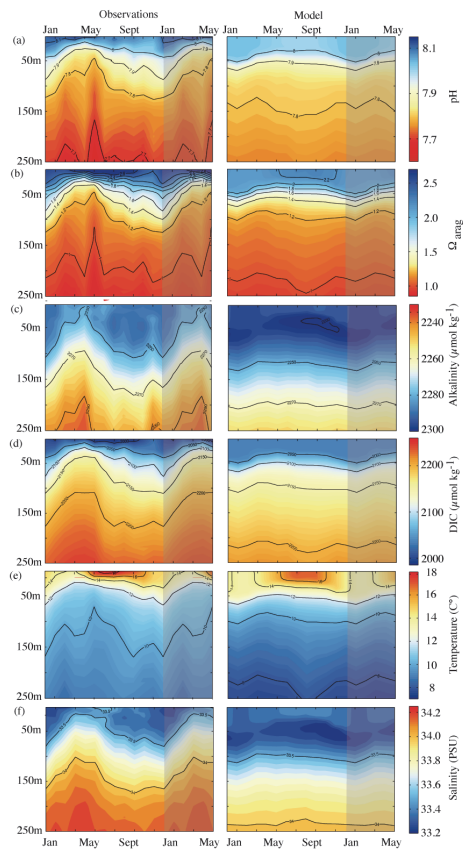 Observations Model
Jan May Sept Jan May Jan May Sept Jan May
(a)
50m
150m
250m
8.1
7.9
7.7
pH
(b)
50m
150m
250m
2.5
2.0
1.5
1.0
Ω arag
(c)
50m
150m
250m
2240
2260
2280
2300
Alkalinity (μmol kg-1)
(d)
50m
150m
250m
2200
2100
2000
DIC (μmol kg-1)
(e)
50m
150m
250m
18
16
14
12
10
8
Temperature (C°)
(f)
50m
150m
250m
34.2
34.0
33.8
33.6
33.4
33.2
Salinity (PSU)
Jan May Sept Jan May Jan May Sept Jan May